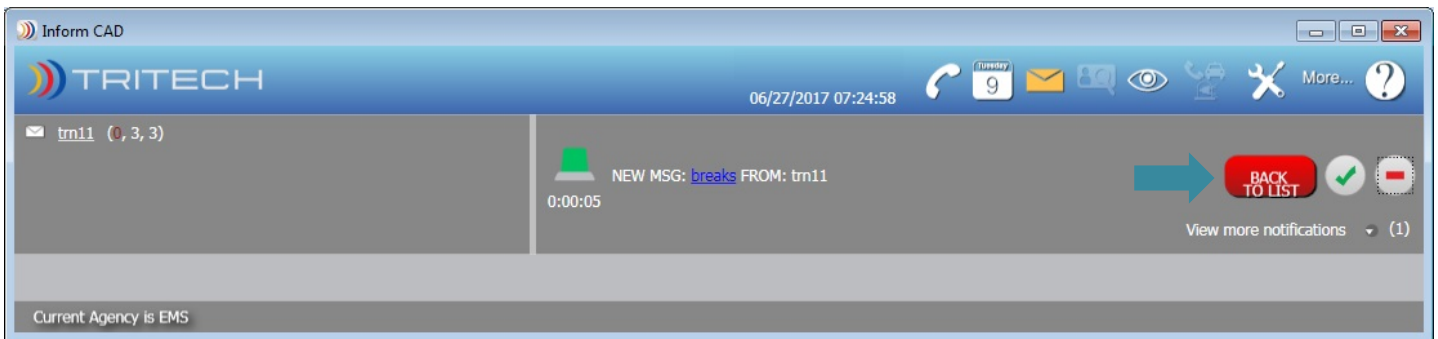 Inform CAD
TRITECH
06/27/2017 07:24:58
Tuesday
9
More...
?
trn11 (0, 3, 3)
NEW MSG: breaks FROM: trn11
0:00:05
BACK
TO LIST
View more notifications (1)
Current Agency is EMS